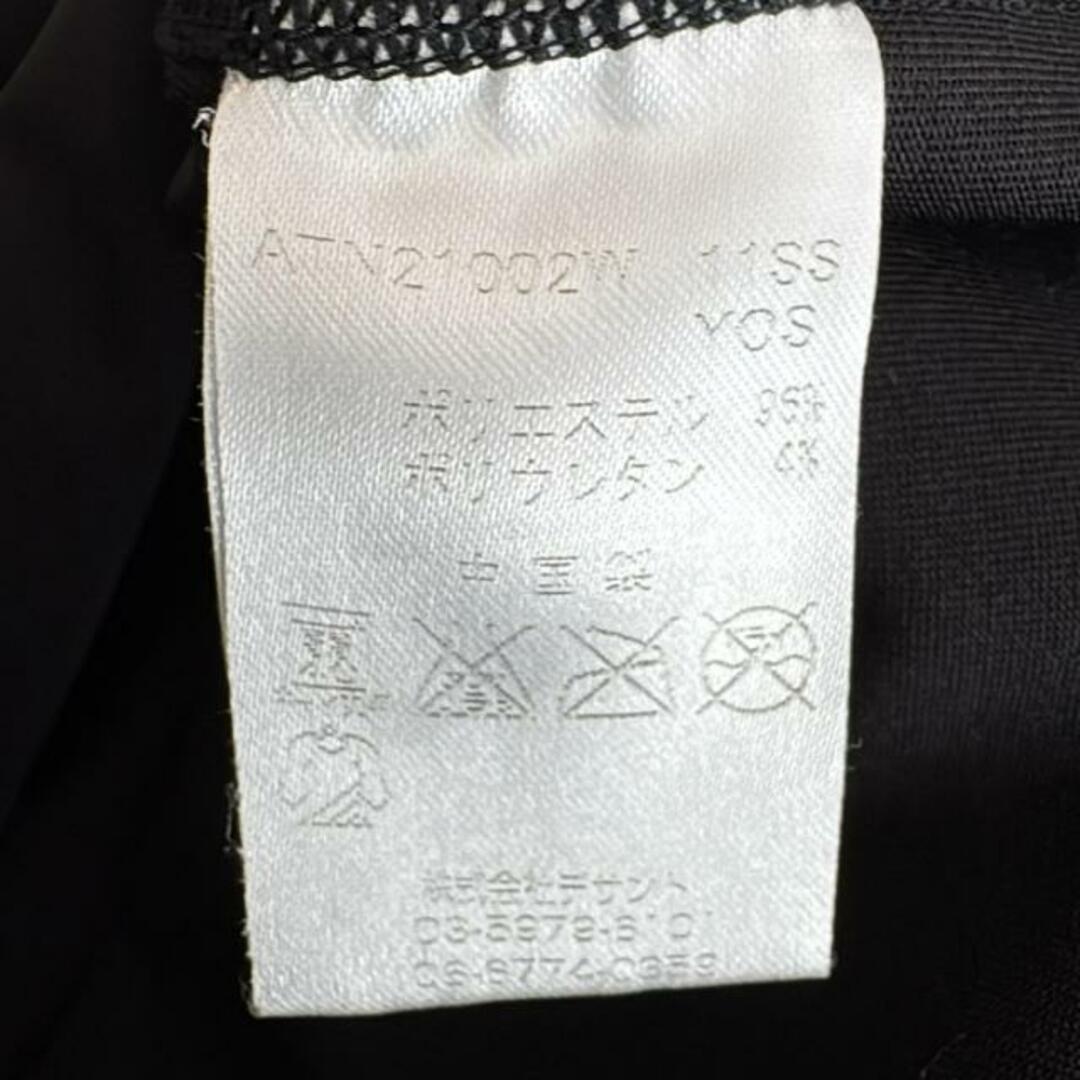 ATN21002W 11SS
YOS
ポリエステル 96%
ポリウレタン 4%
中国製
株式会社デサント
03-5979-6101
06-6774-0359